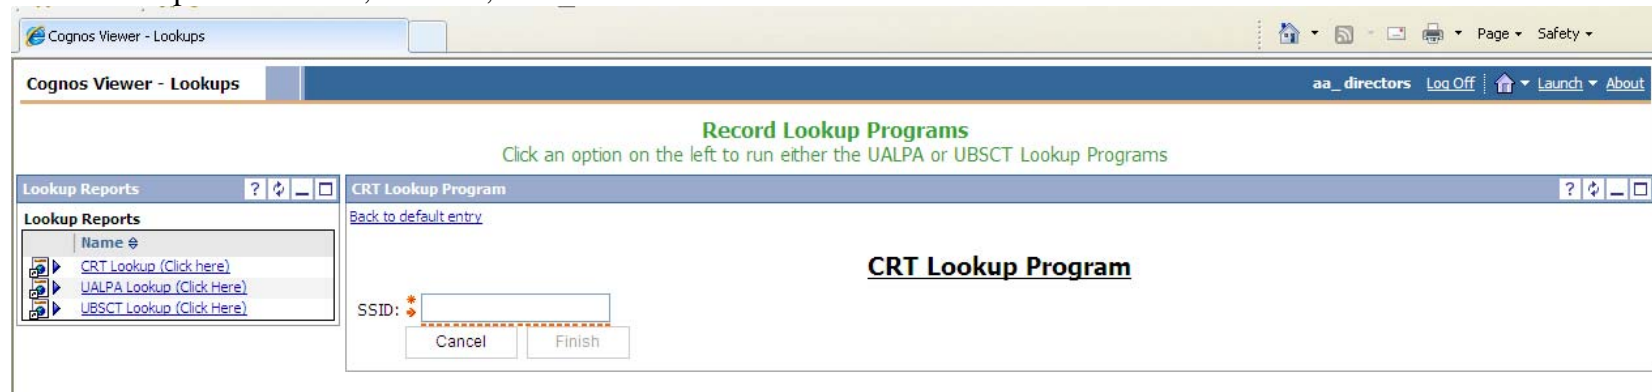 Cognos Viewer - Lookups
Page Safety
Cognos Viewer - Lookups
aa_directors Log Off Launch About
Record Lookup Programs
Click an option on the left to run either the UALPA or UBSCT Lookup Programs
Lookup Reports ?
CRT Lookup Program ?
Lookup Reports
Back to default entry
Name
CRT Lookup (Click here)
UALPA Lookup (Click Here)
UBSCT Lookup (Click Here)
CRT Lookup Program
SSID: *
Cancel Finish